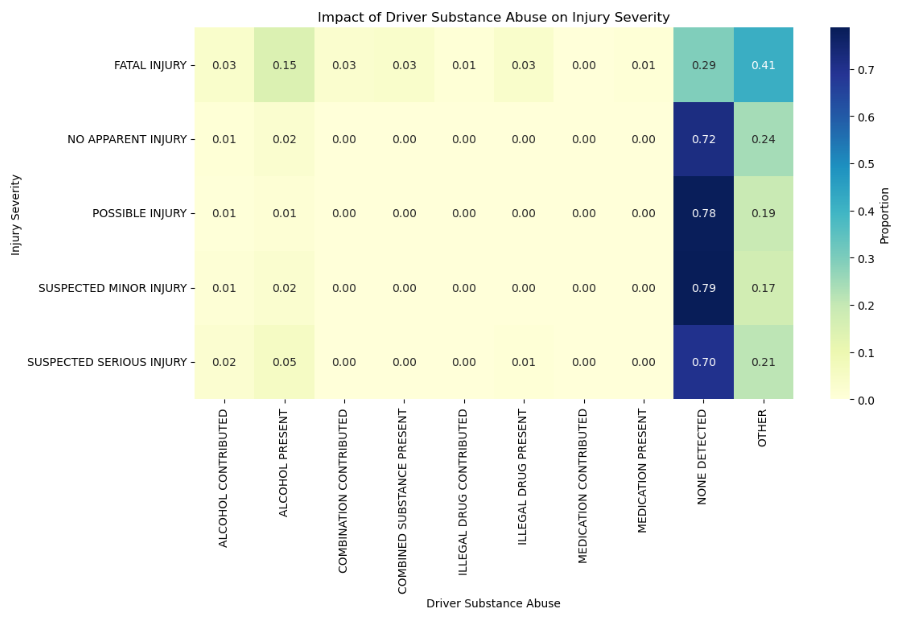 Impact of Driver Substance Abuse on Injury Severity
Injury Severity
FATAL INJURY 0.03 0.15 0.03 0.03 0.01 0.03 0.00 0.01 0.29 0.41
NO APPARENT INJURY 0.01 0.02 0.00 0.00 0.00 0.00 0.00 0.00 0.72 0.24
POSSIBLE INJURY 0.01 0.01 0.00 0.00 0.00 0.00 0.00 0.00 0.78 0.19
SUSPECTED MINOR INJURY 0.01 0.02 0.00 0.00 0.00 0.00 0.00 0.00 0.79 0.17
SUSPECTED SERIOUS INJURY 0.02 0.05 0.00 0.00 0.00 0.01 0.00 0.00 0.70 0.21
ALCOHOL CONTRIBUTED
ALCOHOL PRESENT
COMBINATION CONTRIBUTED
COMBINED SUBSTANCE PRESENT
ILLEGAL DRUG CONTRIBUTED
ILLEGAL DRUG PRESENT
MEDICATION CONTRIBUTED
MEDICATION PRESENT
NONE DETECTED
OTHER
Driver Substance Abuse
0.7
0.6
0.5
0.4
0.3
0.2
0.1
0.0
Proportion